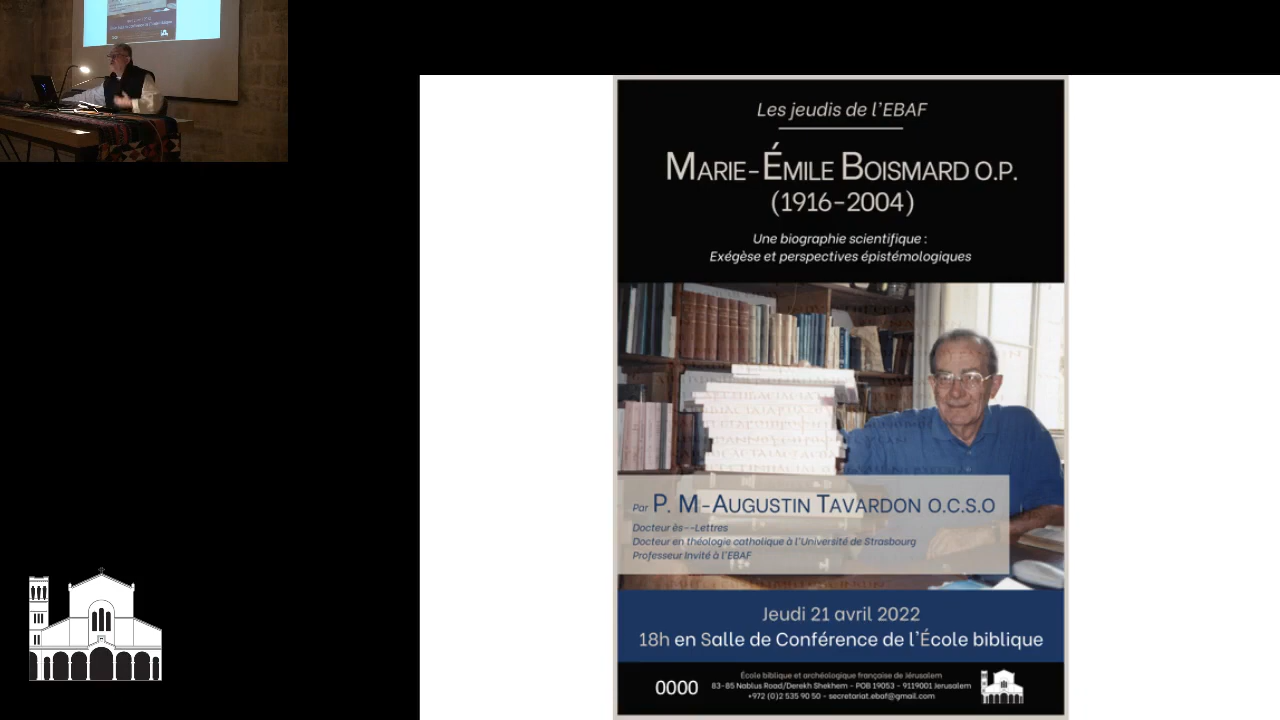 Les jeudis de l'EBAF
MARIE-ÉMILE BOISMARD O.P.
(1916-2004)
Une biographie scientifique :
Exégèse et perspectives épistémologiques
Par P. M-AUGUSTIN TAVARDON O.C.S.O
Docteur ès--Lettres
Docteur en théologie catholique à l'Université de Strasbourg
Professeur Invité à l'EBAF
Jeudi 21 avril 2022
18h en Salle de Conférence de l'École biblique
0000
École biblique et archéologique française de Jérusalem
83-85 Nablus Road/Derekh Shekhem - POB 19053 - 9119001 Jerusalem
+972 (0)2 535 90 50 - secretariat.ebaf@gmail.com